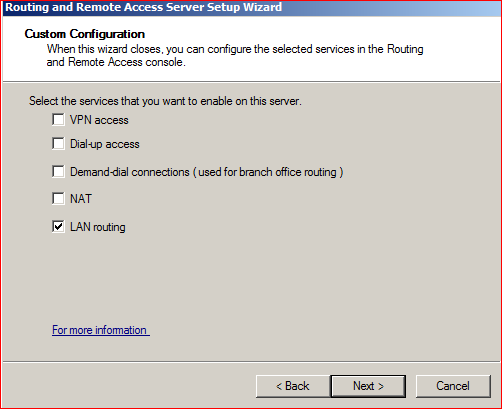 Routing and Remote Access Server Setup Wizard
Custom Configuration
When this wizard closes, you can configure the selected services in the Routing
and Remote Access console.
Select the services that you want to enable on this server.
VPN access
Dial-up access
Demand-dial connections ( used for branch office routing )
NAT
LAN routing
For more information
< Back Next > Cancel